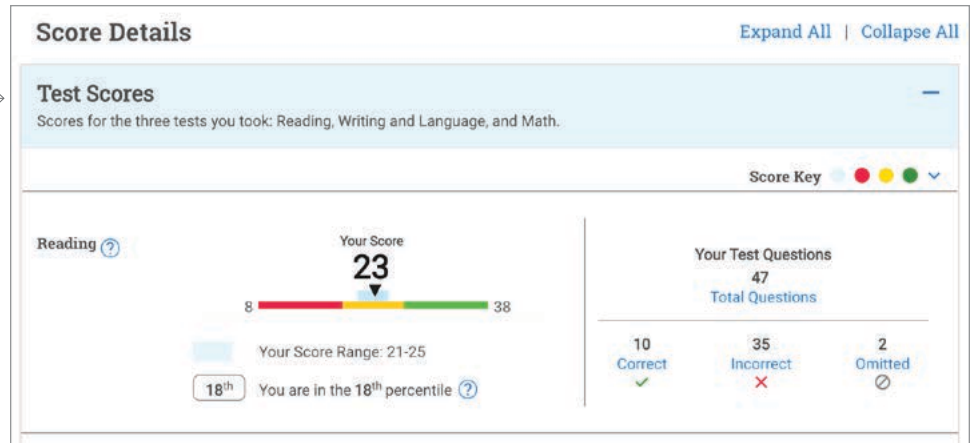 Score Details
Expand All | Collapse All
Test Scores
Scores for the three tests you took: Reading, Writing and Language, and Math.
Score Key
Reading ?
Your Score
23
8
38
Your Score Range: 21-25
18th You are in the 18th percentile ?
Your Test Questions
47
Total Questions
10 35 2
Correct Incorrect Omitted